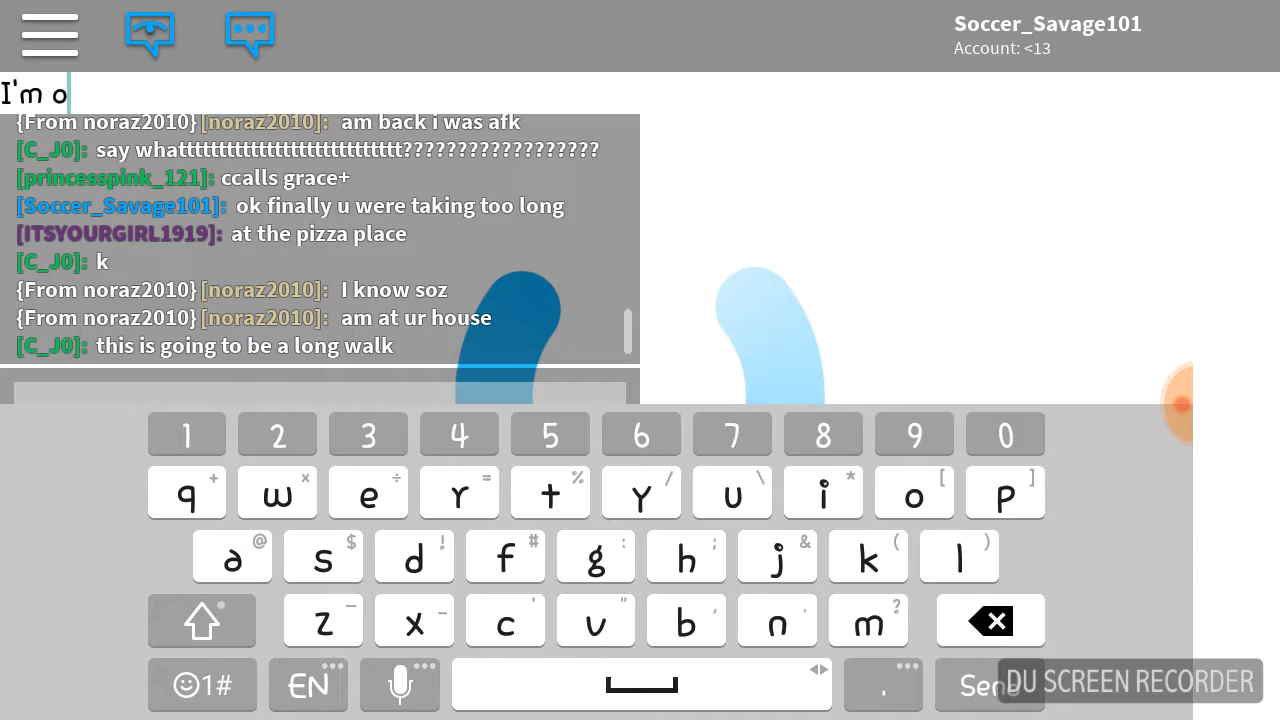 Soccer_Savage101
Account: <13
I'm o
{From noraz2010} [noraz2010]: am back i was afk
[C_J0]: say whattttttttttttttttttttttttttttt??????????????????
[princesspink_121]: ccalls grace+
[Soccer_Savage101]: ok finally u were taking too long
[ITSYOURGIRL1919]: at the pizza place
[C_J0]: k
{From noraz2010} [noraz2010]: I know soz
{From noraz2010} [noraz2010]: am at ur house
[C_J0]: this is going to be a long walk
1 2 3 4 5 6 7 8 9 0
q + w × e ÷ r = t % y / u \ i * o [ p ]
a @ s $ d ! f # g : h ; j & k ( l )
z – x - c ' v " b , n . m ?
1# EN . Send
DU SCREEN RECORDER